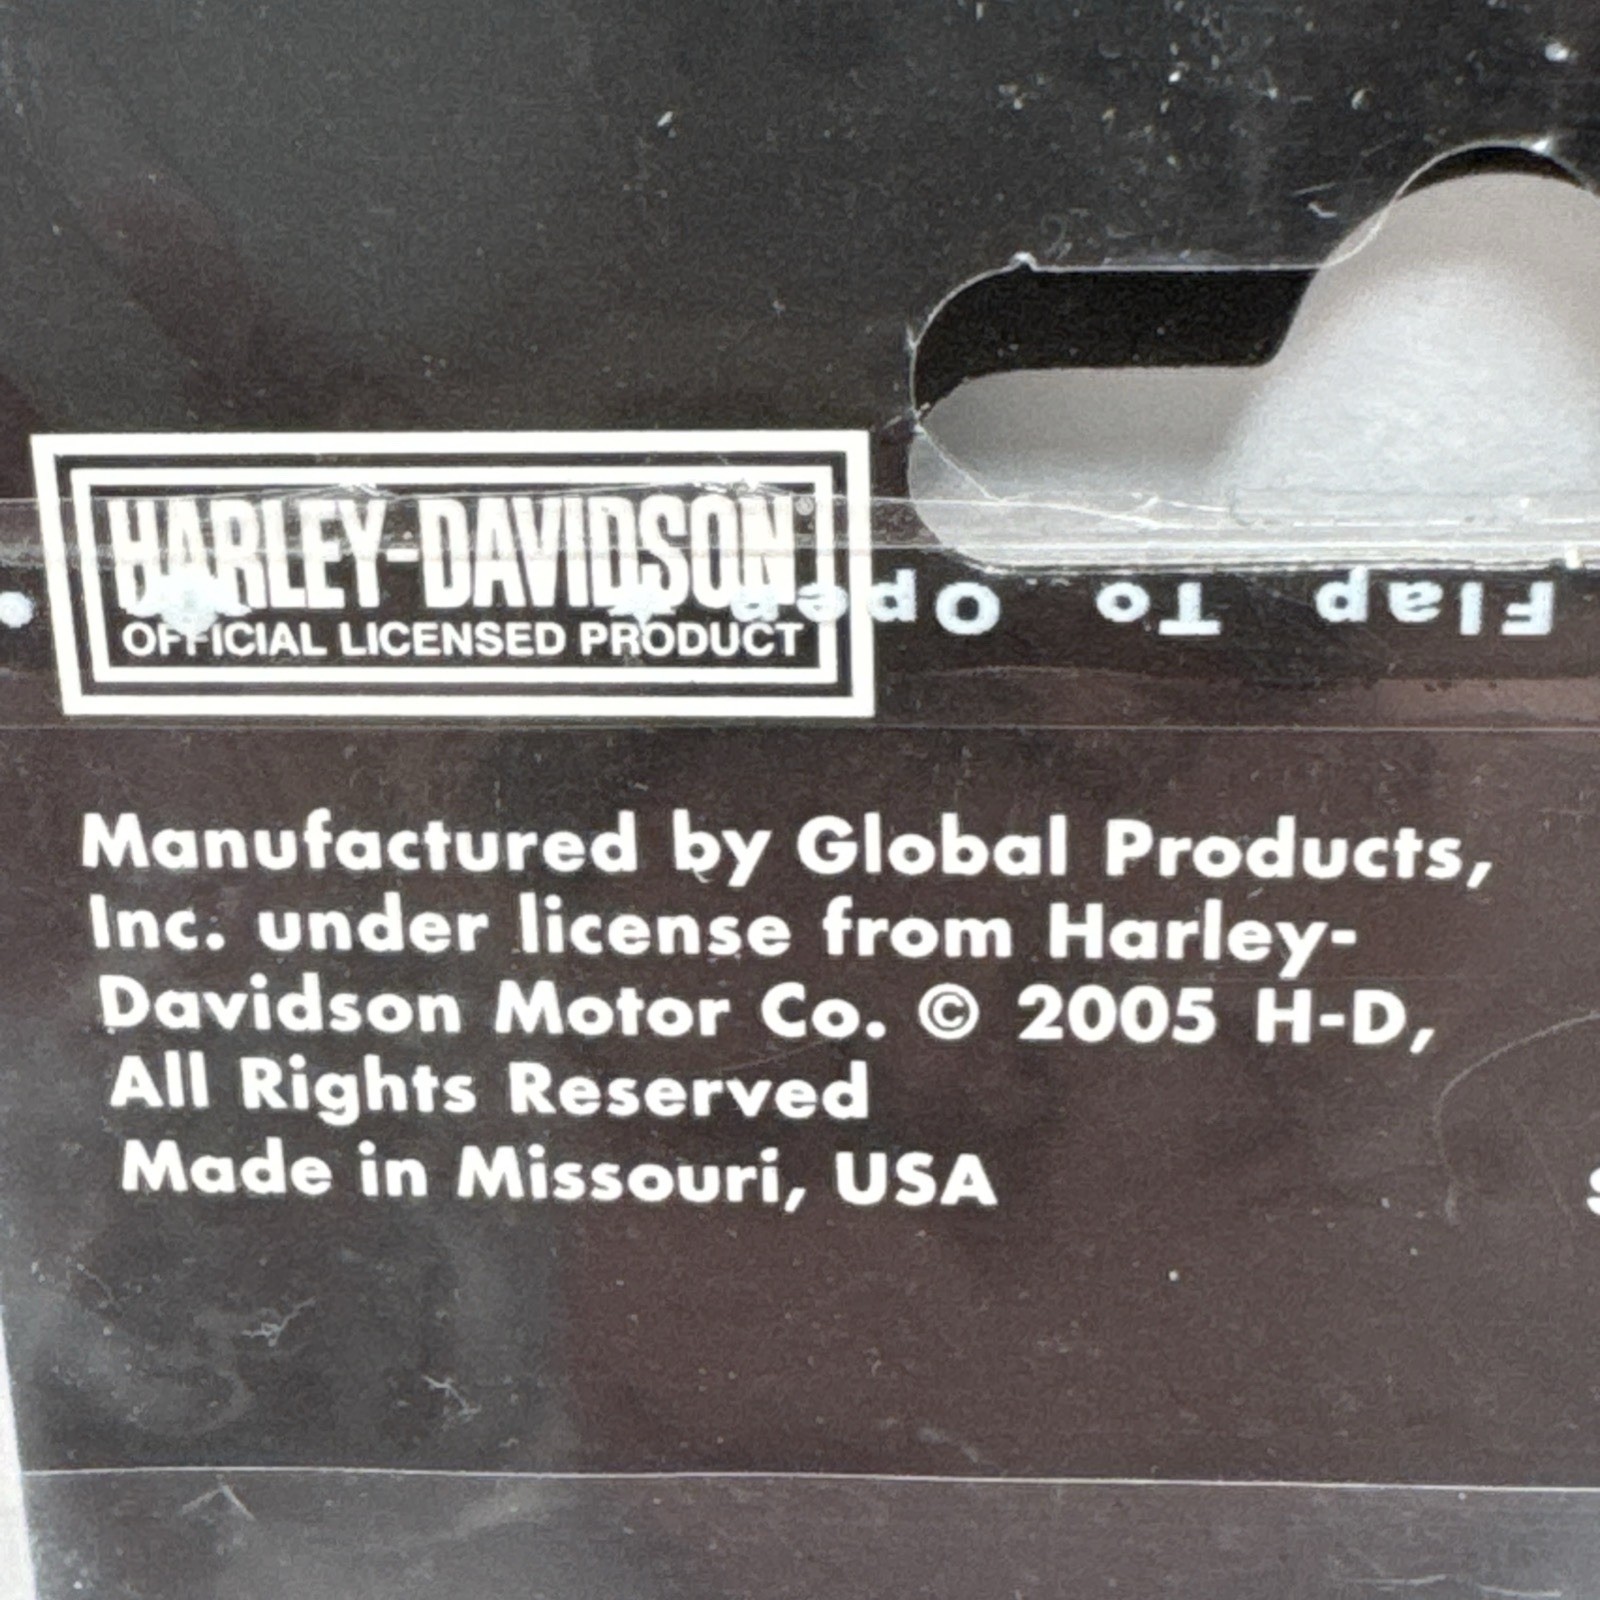 HARLEY-DAVIDSON®
OFFICIAL LICENSED PRODUCT
Flap To Open
Manufactured by Global Products,
Inc. under license from Harley-
Davidson Motor Co. © 2005 H-D,
All Rights Reserved
Made in Missouri, USA